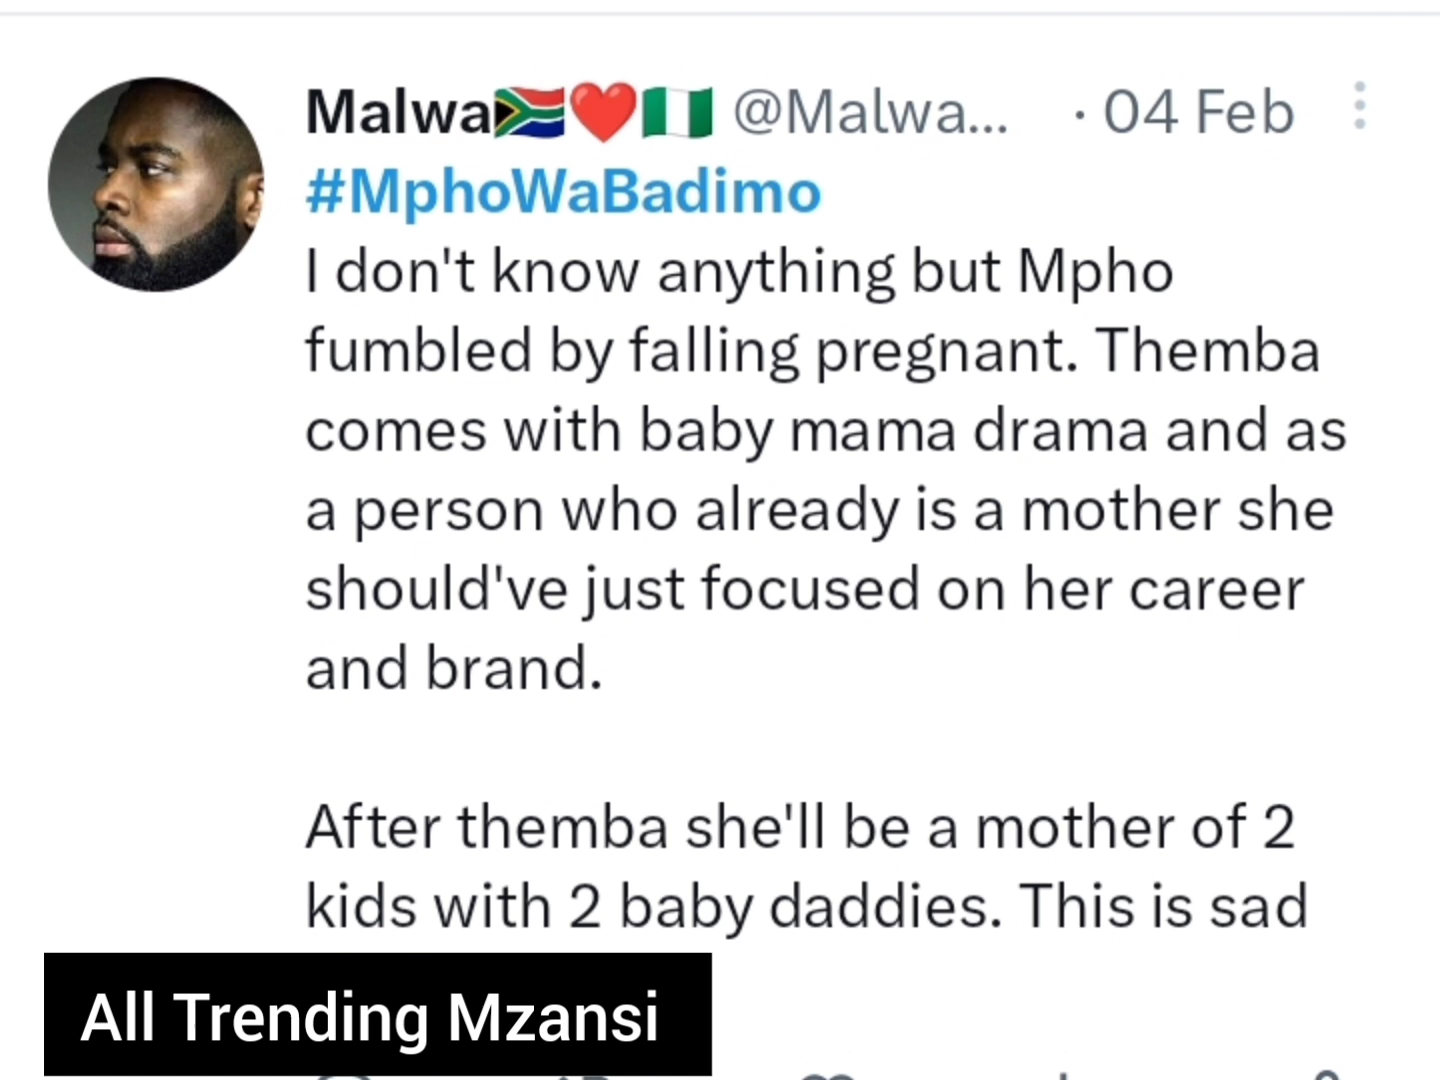 Malwa🇿🇦❤️🇳🇬 @Malwa... · 04 Feb
#MphoWaBadimo
I don't know anything but Mpho
fumbled by falling pregnant. Themba
comes with baby mama drama and as
a person who already is a mother she
should've just focused on her career
and brand.
After themba she'll be a mother of 2
kids with 2 baby daddies. This is sad
All Trending Mzansi